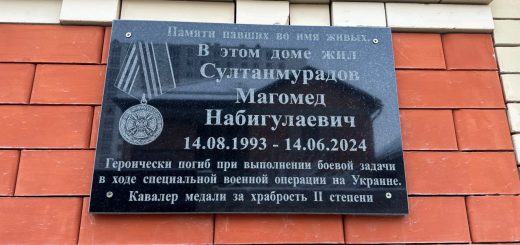 Памяти павших во имя живых.
В этом доме жил
Султанмурадов
Магомед
Набигулаевич
14.08.1993 - 14.06.2024
Героически погиб при выполнении боевой задачи
в ходе специальной военной операции на Украине.
Кавалер медали за храбрость II степени